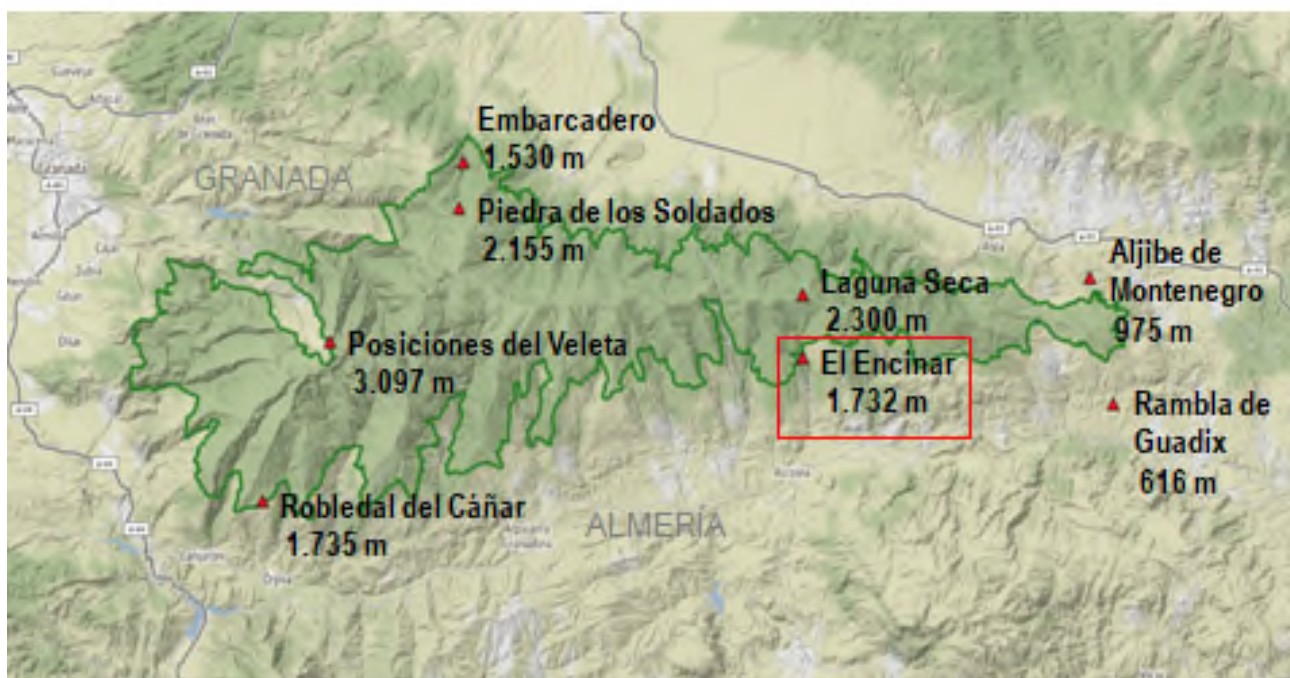 Embarcadero
1.530 m
GRANADA
Piedra de los Soldados
2.155 m
Aljibe de
Montenegro
975 m
Laguna Seca
2.300 m
Posiciones del Veleta
3.097 m
El Encinar
1.732 m
Rambla de
Guadix
616 m
Robledal del Cáñar
1.735 m
ALMERÍA
Granada